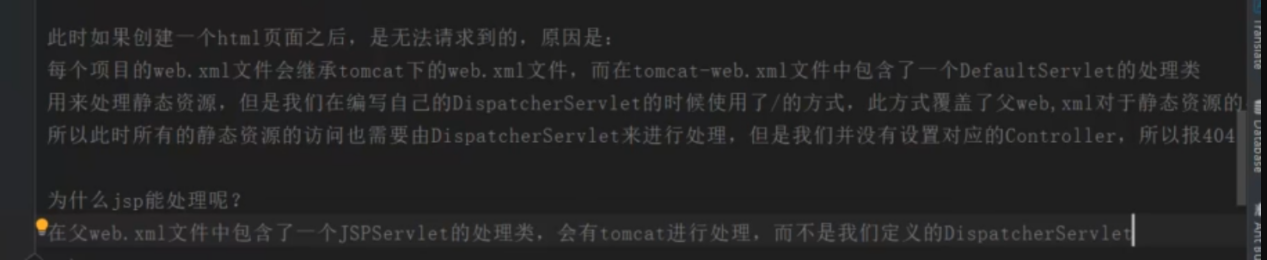 此时如果创建一个html页面之后，是无法请求到的，原因是：
每个项目的web.xml文件会继承tomcat下的web.xml文件，而在tomcat-web.xml文件中包含了一个DefaultServlet的处理类
用来处理静态资源，但是我们在编写自己的DispatcherServlet的时候使用了/的方式，此方式覆盖了父web,xml对于静态资源的
所以此时所有的静态资源的访问也需要由DispatcherServlet来进行处理，但是我们并没有设置对应的Controller，所以报404
为什么jsp能处理呢？
在父web.xml文件中包含了一个JSPServlet的处理类，会有tomcat进行处理，而不是我们定义的DispatcherServlet
Translate
Database